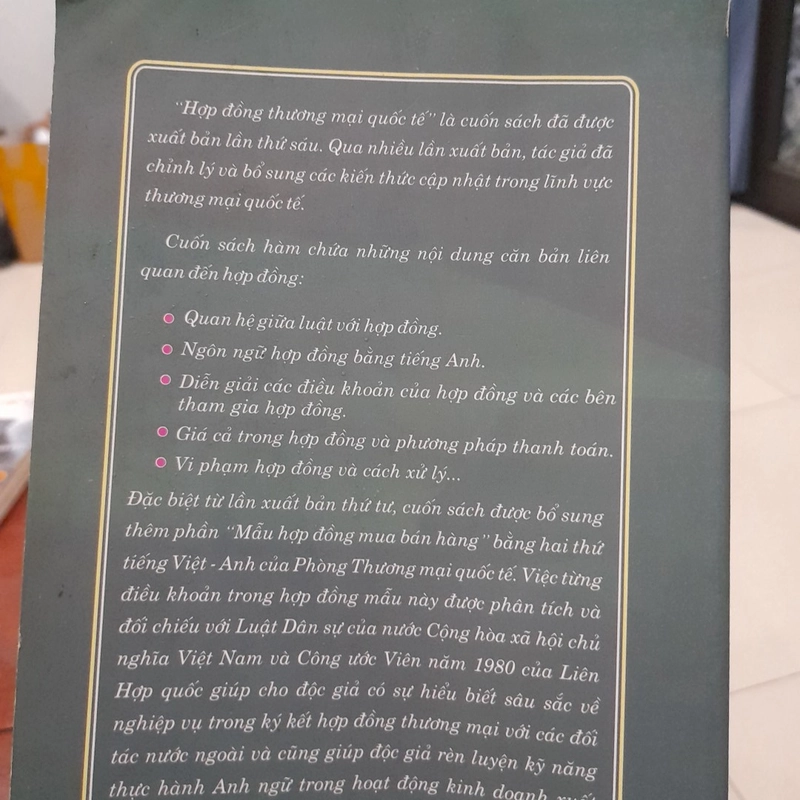 "Hợp đồng thương mại quốc tế" là cuốn sách đã được
xuất bản lần thứ sáu. Qua nhiều lần xuất bản, tác giả đã
chỉnh lý và bổ sung các kiến thức cập nhật trong lĩnh vực
thương mại quốc tế.
Cuốn sách hàm chứa những nội dung căn bản liên
quan đến hợp đồng:
Quan hệ giữa luật với hợp đồng.
Ngôn ngữ hợp đồng bằng tiếng Anh.
Diễn giải các điều khoản của hợp đồng và các bên
tham gia hợp đồng.
Giá cả trong hợp đồng và phương pháp thanh toán.
Vi phạm hợp đồng và cách xử lý...
Đặc biệt từ lần xuất bản thứ tư, cuốn sách được bổ sung
thêm phần "Mẫu hợp đồng mua bán hàng" bằng hai thứ
tiếng Việt - Anh của Phòng Thương mại quốc tế. Việc từng
điều khoản trong hợp đồng mẫu này được phân tích và
đối chiếu với Luật Dân sự của nước Cộng hòa xã hội chủ
nghĩa Việt Nam và Công ước Viên năm 1980 của Liên
Hợp quốc giúp cho độc giả có sự hiểu biết sâu sắc về
nghiệp vụ trong ký kết hợp đồng thương mại với các đối
tác nước ngoài và cũng giúp độc giả rèn luyện kỹ năng
thực hành Anh ngữ trong hoạt động kinh doanh xuất